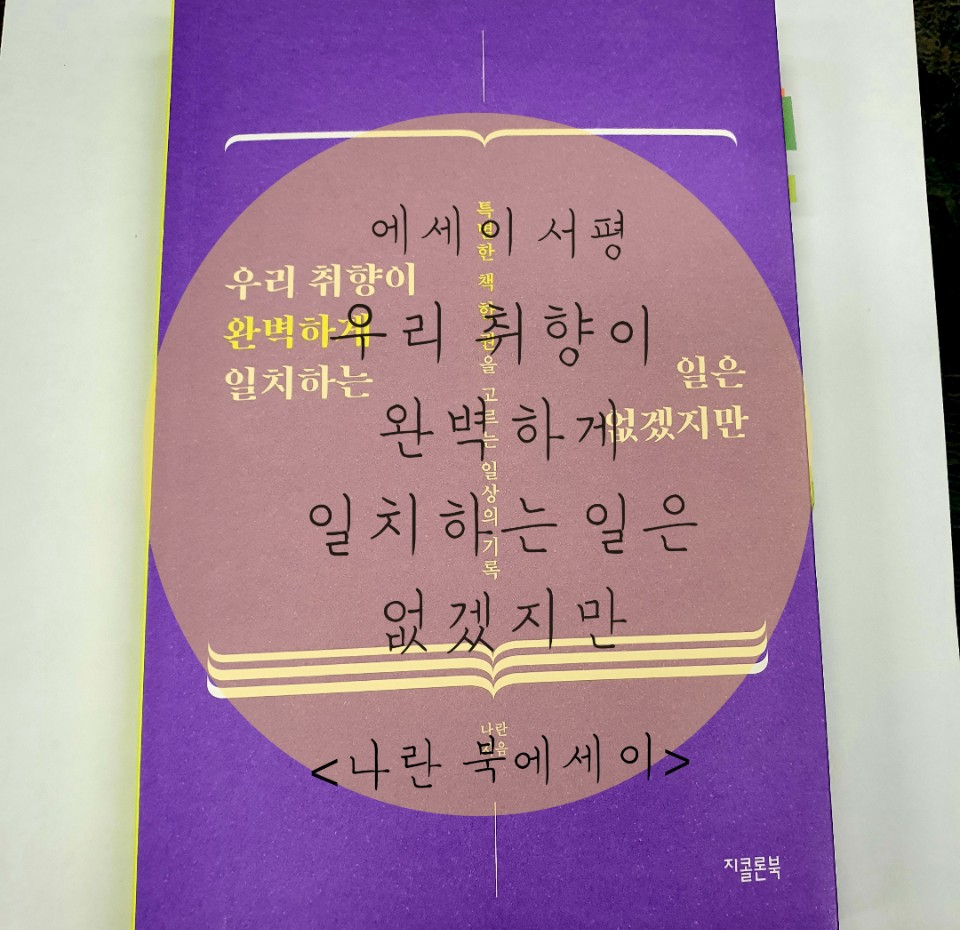 에세이 서평
우리 취향이
완벽하게
일치하는 일은
없겠지만
<나란 북에세이>
우리 취향이
완벽하게
일치하는
일은
없겠지만
특별한 책 한 권을 고르는 일상의 기록
나란
지음
지콜론북